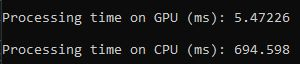 Processing time on GPU (ms): 5.47226
Processing time on CPU (ms): 694.598